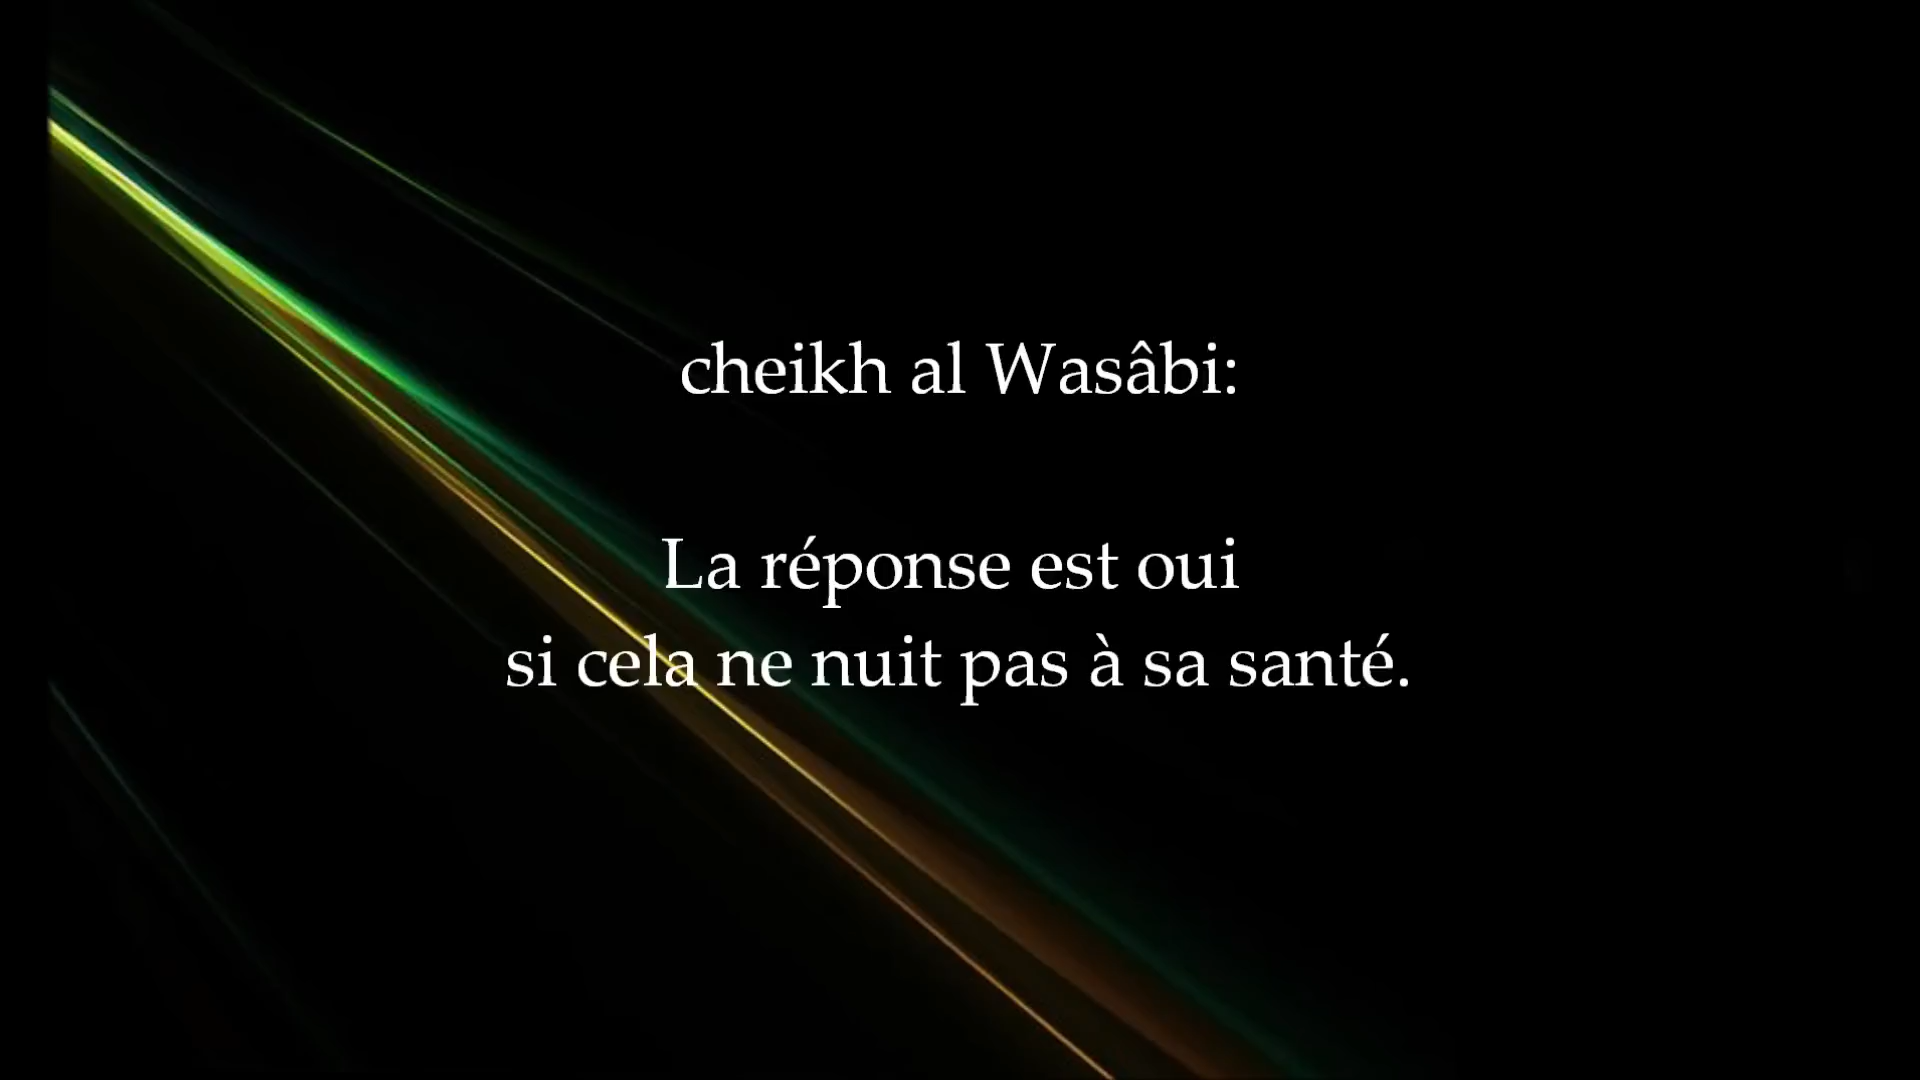 cheikh al Wasâbi:
La réponse est oui
si cela ne nuit pas à sa santé.